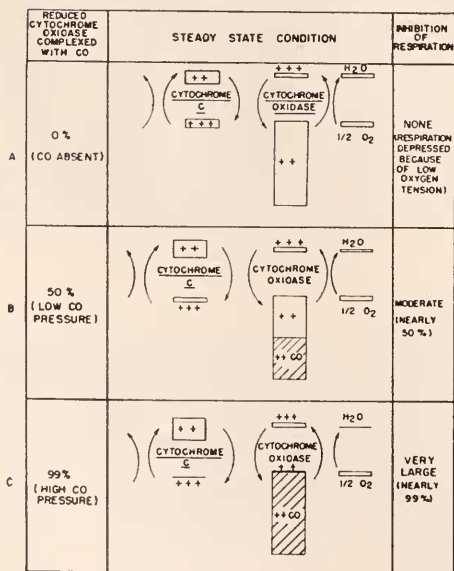 REDUCED
CYTOCHROME
OXIDASE
COMPLEXED
WITH CO
STEADY STATE CONDITION
INHIBITION
OF
RESPIRATION
A
0 %
(CO ABSENT)
+ +
CYTOCHROME
C
+ + +
+ + +
CYTOCHROME
OXIDASE
+ +
H2O
1/2 O2
NONE
(RESPIRATION
DEPRESSED
BECAUSE
OF LOW
OXYGEN
TENSION)
B
50 %
(LOW CO
PRESSURE)
+ +
CYTOCHROME
C
+ + +
+ + +
CYTOCHROME
OXIDASE
+ +
++ CO
H2O
1/2 O2
MODERATE
(NEARLY
50 %)
C
99%
(HIGH CO
PRESSURE)
+ +
CYTOCHROME
C
+ + +
+++
CYTOCHROME
OXIDASE
+ +
++ CO
H2O
1/2 O2
VERY
LARGE
(NEARLY
99%)